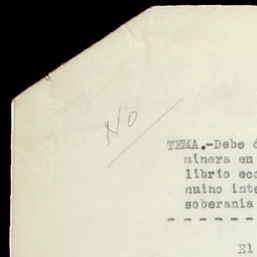 NO
TEMA.-Debe
minera en
librio eco
nuino inte
soberania
- - - - - - -
El